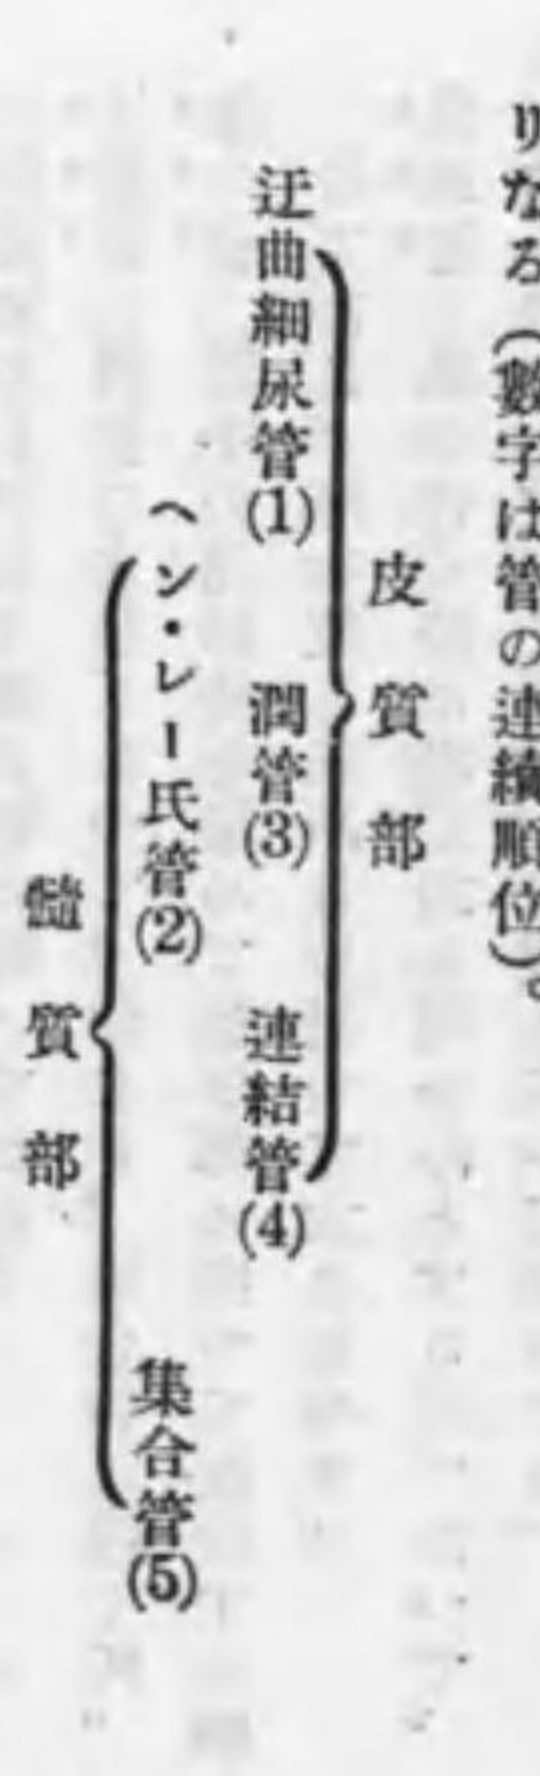 りなる(數字は管の連續順位)。
皮質部
迂曲細尿管(1) 潤管(3) 連結管(4)
ヘン・レー氏管(2) 集合管(5)
髓質部